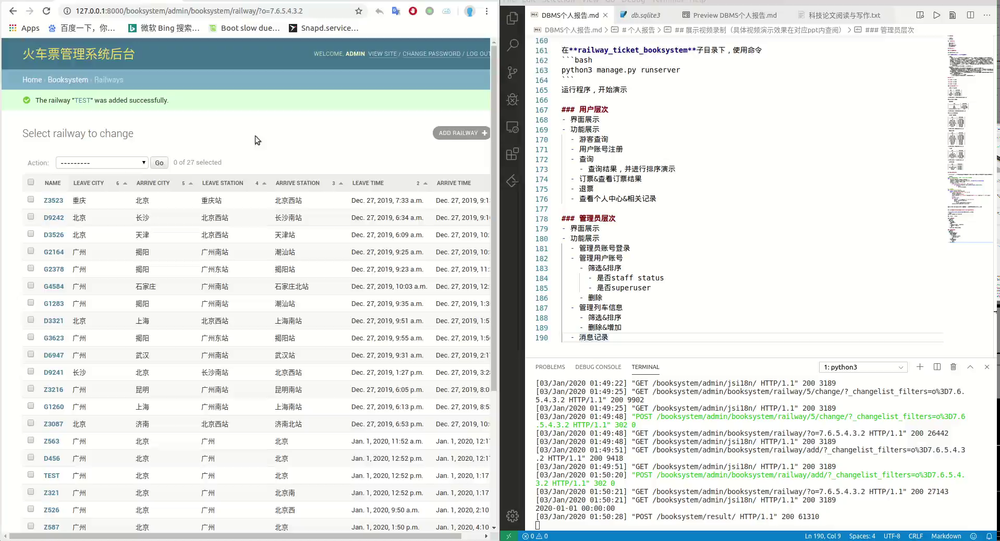 127.0.0.1:8000/booksystem/admin/booksystem/railway/?o=7.6.5.4.3.2
Apps 百度一下，你... 微软 Bing 搜索... Boot slow due... Snapd.service...
火车票管理系统后台
WELCOME, ADMIN VIEW SITE / CHANGE PASSWORD / LOG OUT
Home › Booksystem › Railways
The railway "TEST" was added successfully.
Select railway to change
ADD RAILWAY +
Action: --------- Go 0 of 27 selected
NAME LEAVE CITY 6 ARRIVE CITY 5 LEAVE STATION 4 ARRIVE STATION 3 LEAVE TIME 2 ARRIVE TIME
Z3523 重庆 北京 重庆站 北京西站 Dec. 27, 2019, 7:33 a.m. Dec. 27, 2019, 9:1
D9242 北京 长沙 北京西站 长沙南站 Dec. 27, 2019, 6:34 a.m. Dec. 27, 2019, 9:1
D3526 北京 天津 北京西站 天津站 Dec. 27, 2019, 6:09 a.m. Dec. 27, 2019, 10:
G2164 广州 揭阳 广州南站 潮汕站 Dec. 27, 2019, 9:25 a.m. Dec. 27, 2019, 10:
G2378 广州 揭阳 广州东站 揭阳站 Dec. 27, 2019, 9:23 a.m. Dec. 27, 2019, 11:
G4584 广州 石家庄 广州南站 石家庄北站 Dec. 27, 2019, 10:03 a.m. Dec. 27, 2019, 12:
G1283 广州 揭阳 广州南站 潮汕站 Dec. 27, 2019, 9:35 a.m. Dec. 27, 2019, 1:3
D3321 北京 上海 北京西站 上海南站 Dec. 27, 2019, 9:51 a.m. Dec. 27, 2019, 1:5
G3623 广州 揭阳 广州东站 揭阳站 Dec. 27, 2019, 9:55 a.m. Dec. 27, 2019, 1:5
D6947 广州 武汉 广州南站 武汉站 Dec. 27, 2019, 9:31 a.m. Dec. 27, 2019, 2:1
D9241 长沙 北京 长沙南站 北京西站 Dec. 27, 2019, 1:27 p.m. Dec. 27, 2019, 3:2
Z3216 广州 昆明 广州南站 昆明南站 Dec. 27, 2019, 6:05 p.m. Dec. 27, 2019, 8:0
G1260 广州 上海 广州南站 上海南站 Dec. 27, 2019, 6:13 p.m. Dec. 27, 2019, 8:5
Z3087 北京 济南 北京西站 济南北站 Dec. 27, 2019, 6:53 p.m. Dec. 27, 2019, 10:
Z563 广州 北京 广州 北京 Jan. 1, 2020, 11:52 a.m. Jan. 1, 2020, 12:1
D456 广州 北京 广州 北京 Jan. 1, 2020, 12:52 p.m. Jan. 1, 2020, 12:1
TEST 广州 北京 广州 北京 Jan. 1, 2020, 12:52 p.m. Jan. 1, 2020, 1:17
Z321 广州 北京 广州 北京南 Jan. 1, 2020, 12:52 p.m. Jan. 1, 2020, 1:17
Z526 广州 北京 广州 北京西 Jan. 1, 2020, 9:50 a.m. Jan. 1, 2020, 2:10
Z587 广州 北京 广州 北京 Jan. 1, 2020, 1:50 p.m. Jan. 1, 2020, 4:10
DBMS个人报告.md db.sqlite3 Preview DBMS个人报告.md 科技论文阅读与写作.txt
DBMS个人报告.md > # 个人报告 > ## 展示视频录制（具体视频演示效果在对应ppt内查阅） > ### 管理员层次
160
161 在**railway_ticket_booksystem**子目录下，使用命令
162 ```bash
163 python3 manage.py runserver
164 ```
165 运行程序，开始演示
166
167 ### 用户层次
168 - 界面展示
169 - 功能展示
170 - 游客查询
171 - 用户账号注册
172 - 查询
173 - 查询结果，并进行排序演示
174 - 订票&查看订票结果
175 - 退票
176 - 查看个人中心&相关记录
177
178 ### 管理员层次
179 - 界面展示
180 - 功能展示
181 - 管理员账号登录
182 - 管理用户账号
183 - 筛选&排序
184 - 是否staff status
185 - 是否superuser
186 - 删除
187 - 管理列车信息
188 - 筛选&排序
189 - 删除&增加
190 - 消息记录
PROBLEMS DEBUG CONSOLE TERMINAL 1: python3
[03/Jan/2020 01:49:22] "GET /booksystem/admin/jsi18n/ HTTP/1.1" 200 3189
[03/Jan/2020 01:49:25] "GET /booksystem/admin/booksystem/railway/5/change/?_changelist_filters=o%3D7.6.
5.4.3.2 HTTP/1.1" 200 9902
[03/Jan/2020 01:49:25] "GET /booksystem/admin/jsi18n/ HTTP/1.1" 200 3189
[03/Jan/2020 01:49:48] "POST /booksystem/admin/booksystem/railway/5/change/?_changelist_filters=o%3D7.6
.5.4.3.2 HTTP/1.1" 302 0
[03/Jan/2020 01:49:48] "GET /booksystem/admin/booksystem/railway/?o=7.6.5.4.3.2 HTTP/1.1" 200 26442
[03/Jan/2020 01:49:48] "GET /booksystem/admin/jsi18n/ HTTP/1.1" 200 3189
[03/Jan/2020 01:49:51] "GET /booksystem/admin/booksystem/railway/add/?_changelist_filters=o%3D7.6.5.4.3
.2 HTTP/1.1" 200 9418
[03/Jan/2020 01:49:51] "GET /booksystem/admin/jsi18n/ HTTP/1.1" 200 3189
[03/Jan/2020 01:50:20] "POST /booksystem/admin/booksystem/railway/add/?_changelist_filters=o%3D7.6.5.4.
3.2 HTTP/1.1" 302 0
[03/Jan/2020 01:50:21] "GET /booksystem/admin/booksystem/railway/?o=7.6.5.4.3.2 HTTP/1.1" 200 27143
[03/Jan/2020 01:50:21] "GET /booksystem/admin/jsi18n/ HTTP/1.1" 200 3189
2020-01-01 00:00:00
[03/Jan/2020 01:50:28] "POST /booksystem/result/ HTTP/1.1" 200 61310
0 0 Ln 190, Col 9 Spaces: 4 UTF-8 CRLF Markdown